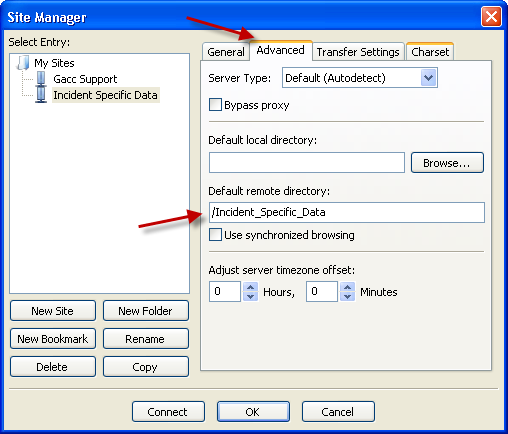 Site Manager
Select Entry:
My Sites
Gacc Support
Incident Specific Data
New Site
New Folder
New Bookmark
Rename
Delete
Copy
General
Advanced
Transfer Settings
Charset
Server Type:
Default (Autodetect)
Bypass proxy
Default local directory:
Browse...
Default remote directory:
/Incident_Specific_Data
Use synchronized browsing
Adjust server timezone offset:
0 Hours, 0 Minutes
Connect
OK
Cancel